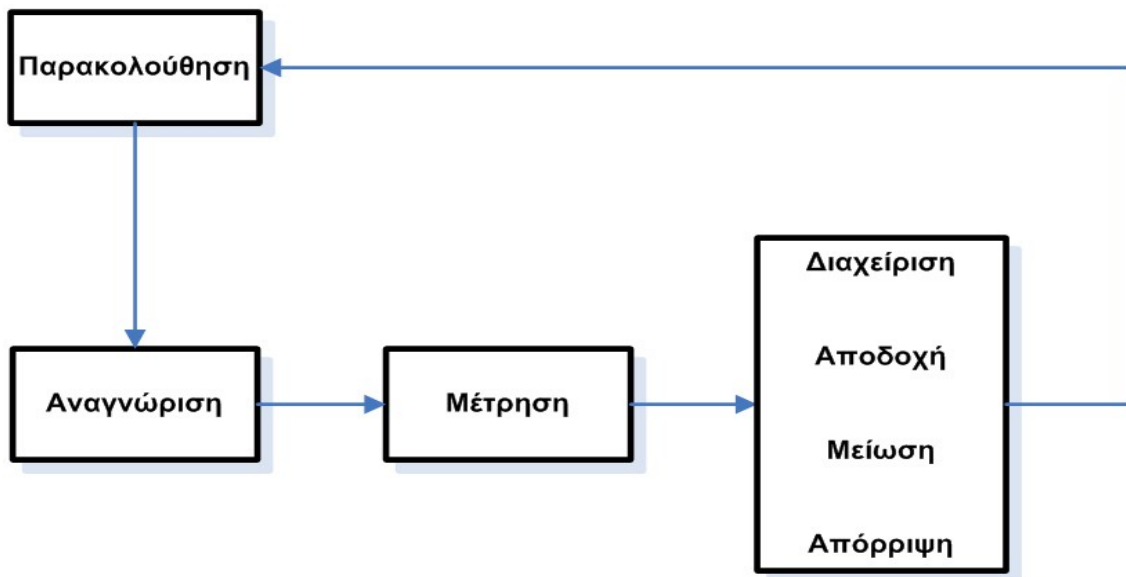 Παρακολούθηση
Αναγνώριση
Μέτρηση
Διαχείριση
Αποδοχή
Μείωση
Απόρριψη